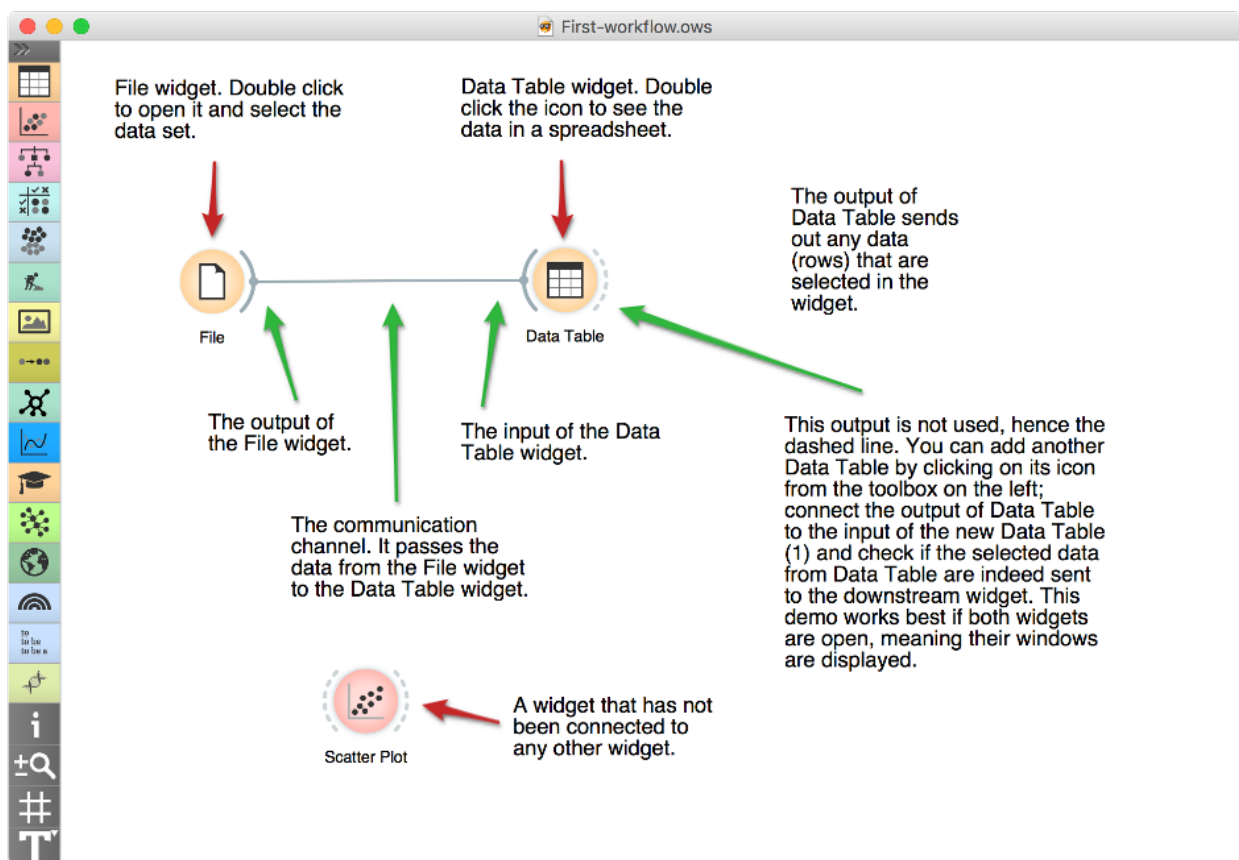 First-workflow.ows
File widget. Double click
to open it and select the
data set.
Data Table widget. Double
click the icon to see the
data in a spreadsheet.
The output of
Data Table sends
out any data
(rows) that are
selected in the
widget.
File
Data Table
The output of
the File widget.
The input of the Data
Table widget.
The communication
channel. It passes the
data from the File widget
to the Data Table widget.
This output is not used, hence the
dashed line. You can add another
Data Table by clicking on its icon
from the toolbox on the left;
connect the output of Data Table
to the input of the new Data Table
(1) and check if the selected data
from Data Table are indeed sent
to the downstream widget. This
demo works best if both widgets
are open, meaning their windows
are displayed.
to
to be
to be a
Scatter Plot
A widget that has not
been connected to
any other widget.
i
T